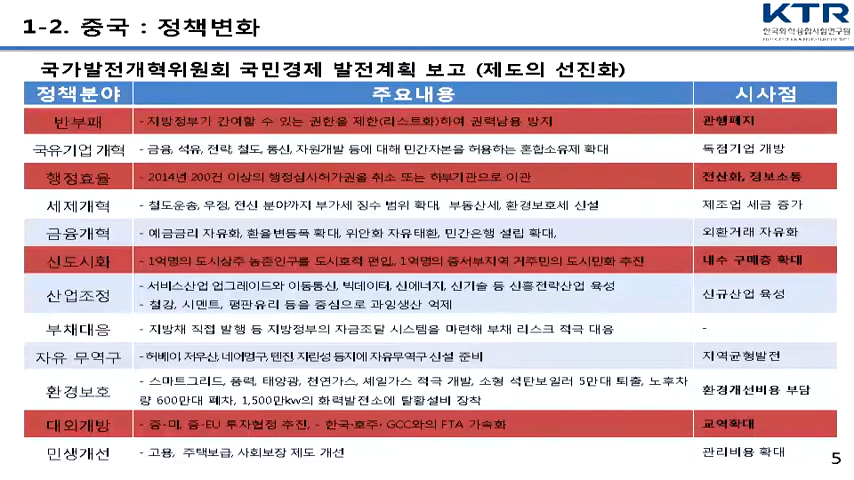 1-2. 중국 : 정책변화
KTR
한국화학융합시험연구원
국가발전개혁위원회 국민경제 발전계획 보고 (제도의 선진화)
정책분야 주요내용 시사점
반부패 - 지방정부가 간여할 수 있는 권한을 제한(리스트화)하여 권력남용 방지 관행폐지
국유기업 개혁 - 금융, 석유, 전략, 철도, 통신, 자원개발 등에 대해 민간자본을 허용하는 혼합소유제 확대 독점기업 개방
행정효율 - 2014년 200건 이상의 행정심사허가권을 취소 또는 하부기관으로 이관 전산화, 정보소통
세제개혁 - 철도운송, 우정, 전신 분야까지 부가세 징수 범위 확대, 부동산세, 환경보호세 신설 제조업 세금 증가
금융개혁 - 예금금리 자유화, 환율변동폭 확대, 위안화 자유태환, 민간은행 설립 확대, 외환거래 자유화
신도시화 - 1억명의 도시상주 농촌인구를 도시호적 편입,, 1억명의 중서부지역 거주민의 도시민화 추진 내수 구매층 확대
산업조정 - 서비스산업 업그레이드와 이동통신, 빅데이터, 신에너지, 신기술 등 신흥전략산업 육성 신규산업 육성
- 철강, 시멘트, 평판유리 등을 중심으로 과잉생산 억제
부채대응 - 지방채 직접 발행 등 지방정부의 자금조달 시스템을 마련해 부채 리스크 적극 대응 -
자유 무역구 - 허베이, 저우산, 네이멍구, 텐진, 지린성 등지에 자유무역구 신설 준비 지역균형발전
환경보호 - 스마트그리드, 풍력, 태양광, 천연가스, 셰일가스 적극 개발, 소형 석탄보일러 5만대 퇴출, 노후차 환경개선비용 부담
량 600만대 폐차, 1,500만kw의 화력발전소에 탈황설비 장착
대외개방 - 중·미, 중·EU 투자협정 추진, - 한국·호주· GCC와의 FTA 가속화 교역확대
민생개선 - 고용, 주택보급, 사회보장 제도 개선 관리비용 확대
5